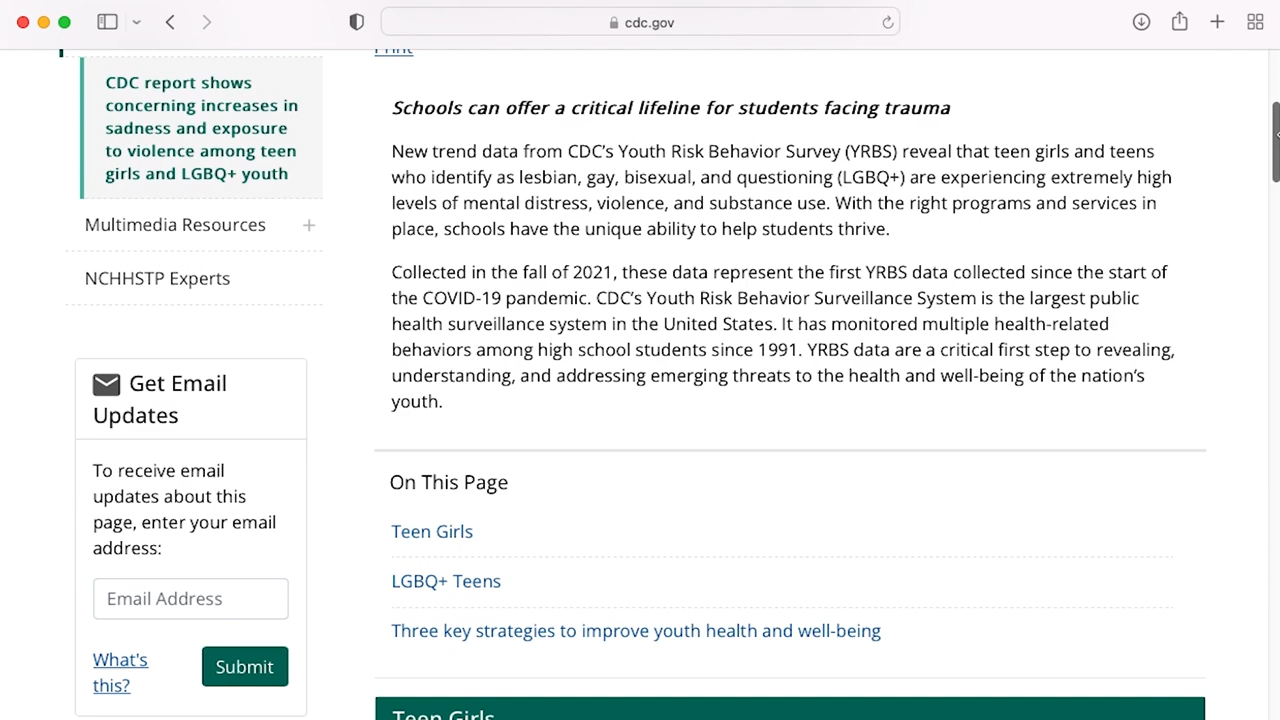 cdc.gov
Print
CDC report shows
concerning increases in
sadness and exposure
to violence among teen
girls and LGBQ+ youth
Multimedia Resources
NCHHSTP Experts
Get Email
Updates
To receive email
updates about this
page, enter your email
address:
Email Address
What's
this?
Submit
Schools can offer a critical lifeline for students facing trauma
New trend data from CDC’s Youth Risk Behavior Survey (YRBS) reveal that teen girls and teens
who identify as lesbian, gay, bisexual, and questioning (LGBQ+) are experiencing extremely high
levels of mental distress, violence, and substance use. With the right programs and services in
place, schools have the unique ability to help students thrive.
Collected in the fall of 2021, these data represent the first YRBS data collected since the start of
the COVID-19 pandemic. CDC’s Youth Risk Behavior Surveillance System is the largest public
health surveillance system in the United States. It has monitored multiple health-related
behaviors among high school students since 1991. YRBS data are a critical first step to revealing,
understanding, and addressing emerging threats to the health and well-being of the nation’s
youth.
On This Page
Teen Girls
LGBQ+ Teens
Three key strategies to improve youth health and well-being
Teen Girls